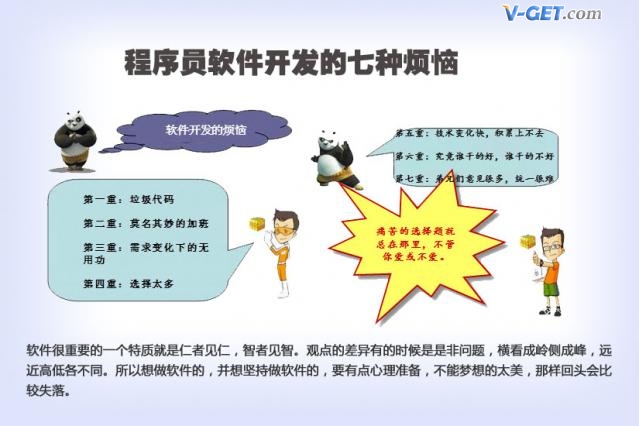 V-GET.com
程序员软件开发的七种烦恼
软件开发的烦恼
第一重：垃圾代码
第二重：莫名其妙的加班
第三重：需求变化下的无
用功
第四重：选择太多
第五重：技术变化快，积累上不去
第六重：究竟谁干的好，谁干的不好
第七重：弟兄们意见很多，统一很难
痛苦的选择题就
总在那里，不管
你爱或不爱。
软件很重要的一个特质就是仁者见仁，智者见智。观点的差异有的时候是是非问题，横看成岭侧成峰，远
近高低各不同。所以想做软件的，并想坚持做软件的，要有点心理准备，不能梦想的太美，那样回头会比
较失落。